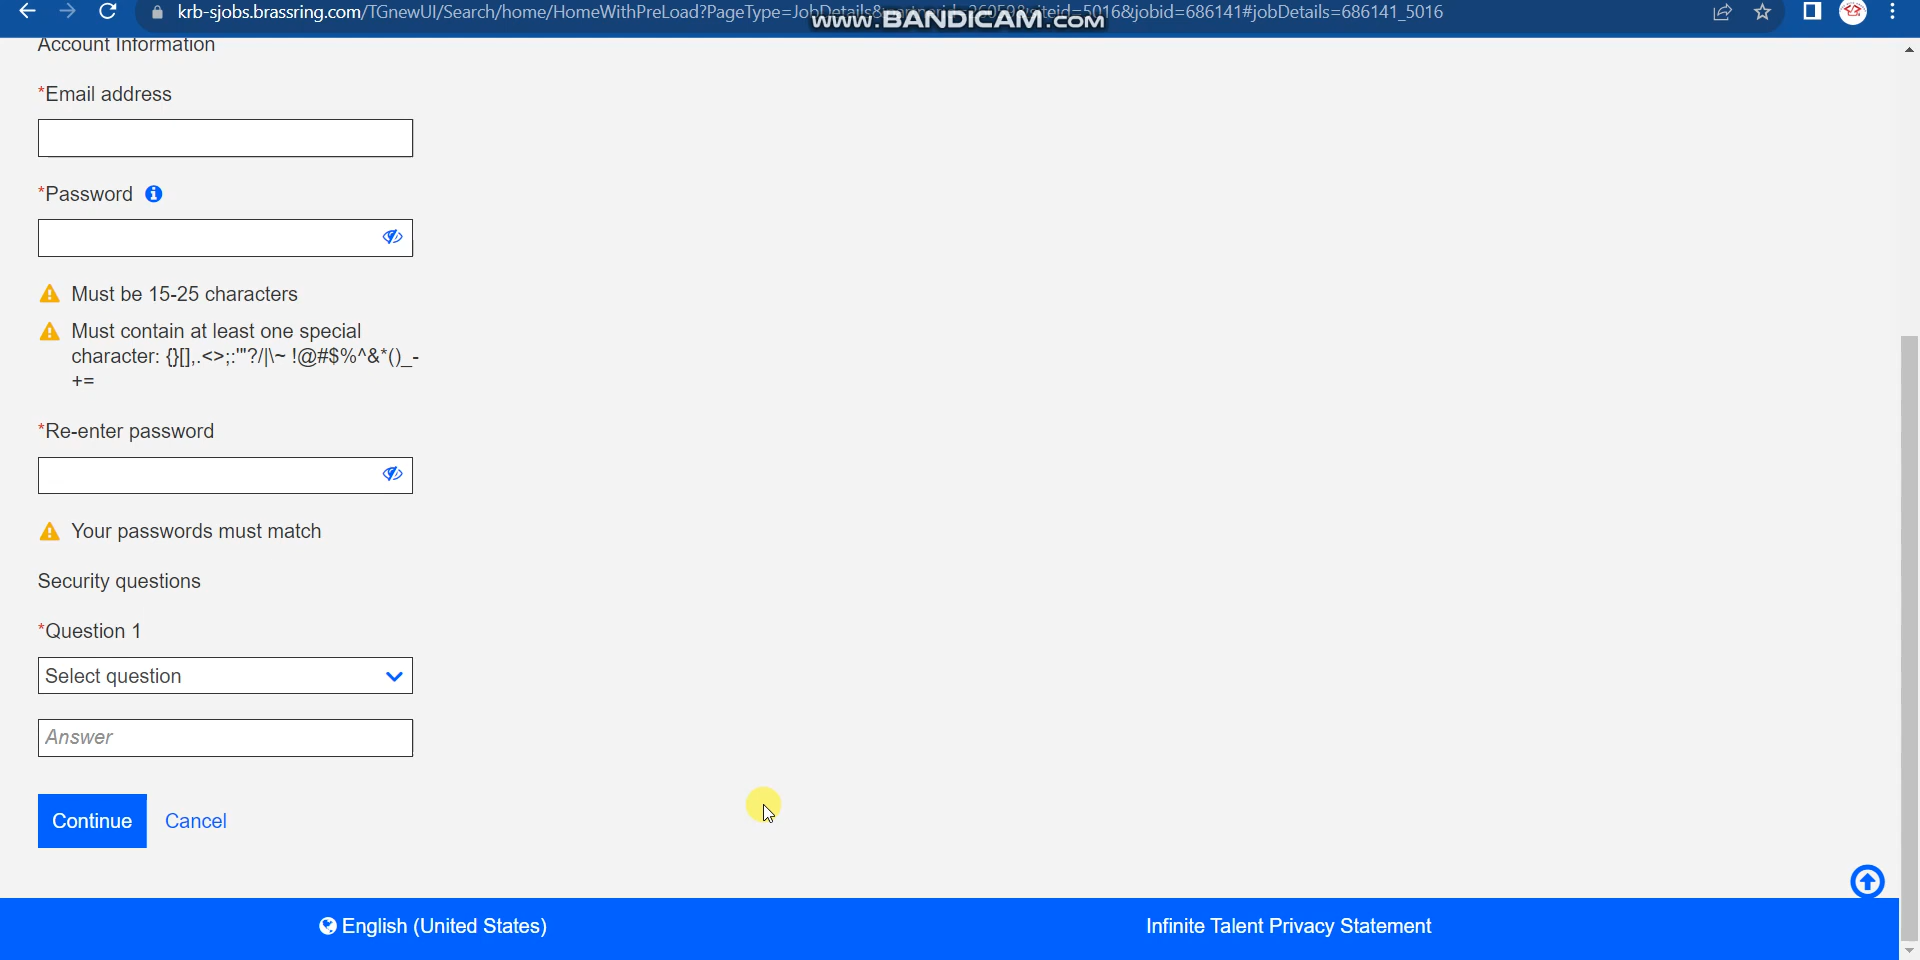 krb-sjobs.brassring.com/TGnewUI/Search/home/HomeWithPreLoad?PageType=JobDetails& siteid=5016&jobid=686141#jobDetails=686141_5016
www.BANDICAM.com
Account Information
*Email address
*Password
Must be 15-25 characters
Must contain at least one special
character: {}[],.<>;:'"?/|\~ !@#$%^&*()_-
+=
*Re-enter password
Your passwords must match
Security questions
*Question 1
Select question
Answer
Continue Cancel
English (United States) Infinite Talent Privacy Statement